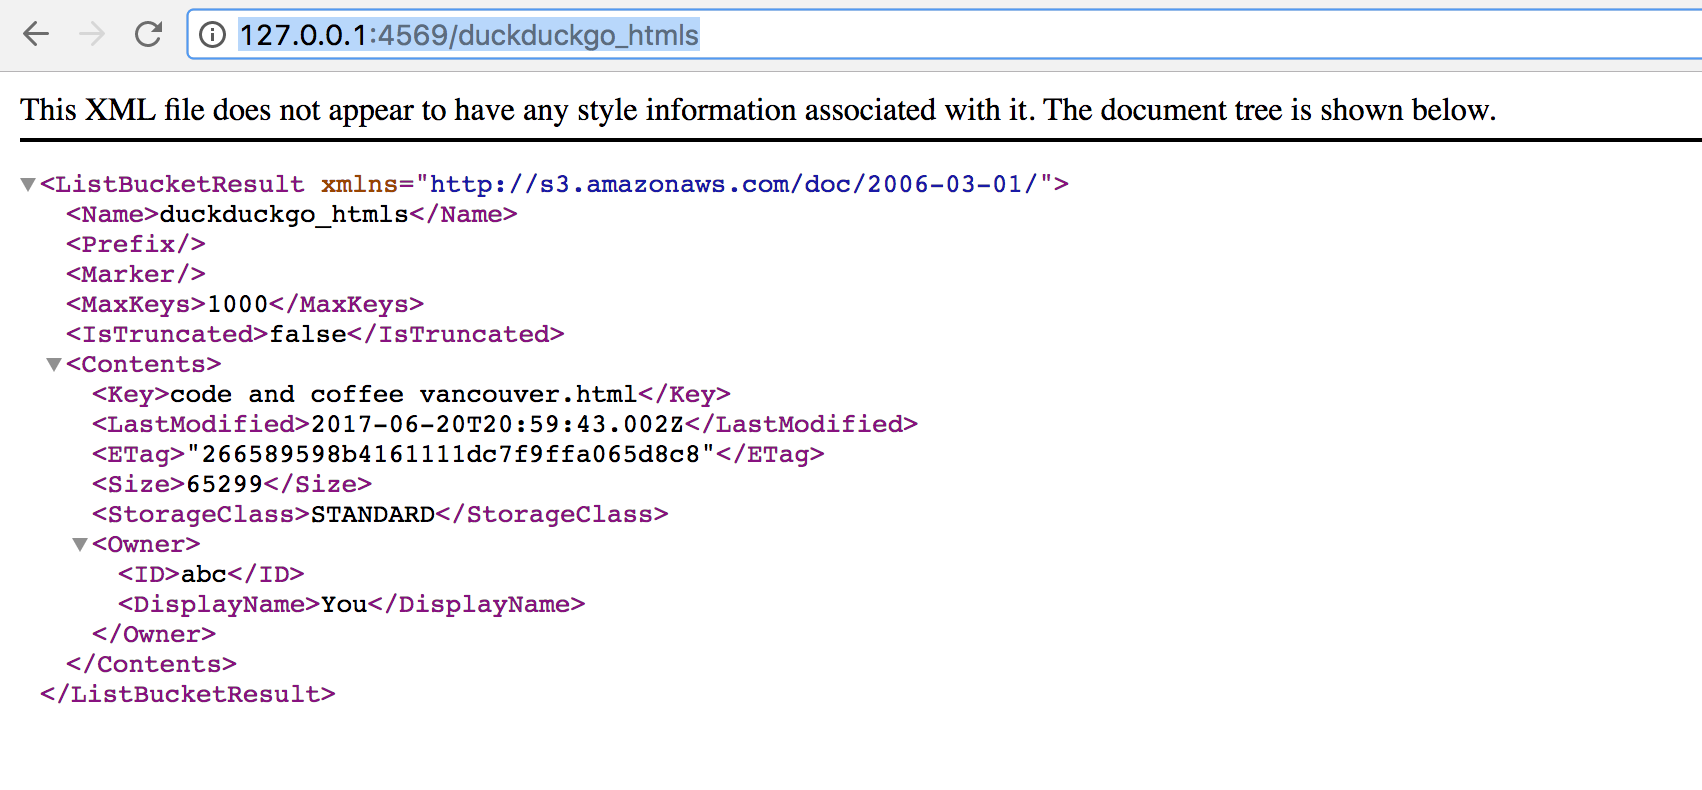 127.0.0.1:4569/duckduckgo_htmls
This XML file does not appear to have any style information associated with it. The document tree is shown below.
<ListBucketResult xmlns="http://s3.amazonaws.com/doc/2006-03-01/">
<Name>duckduckgo_htmls</Name>
<Prefix/>
<Marker/>
<MaxKeys>1000</MaxKeys>
<IsTruncated>false</IsTruncated>
<Contents>
<Key>code and coffee vancouver.html</Key>
<LastModified>2017-06-20T20:59:43.002Z</LastModified>
<ETag>"266589598b4161111dc7f9ffa065d8c8"</ETag>
<Size>65299</Size>
<StorageClass>STANDARD</StorageClass>
<Owner>
<ID>abc</ID>
<DisplayName>You</DisplayName>
</Owner>
</Contents>
</ListBucketResult>